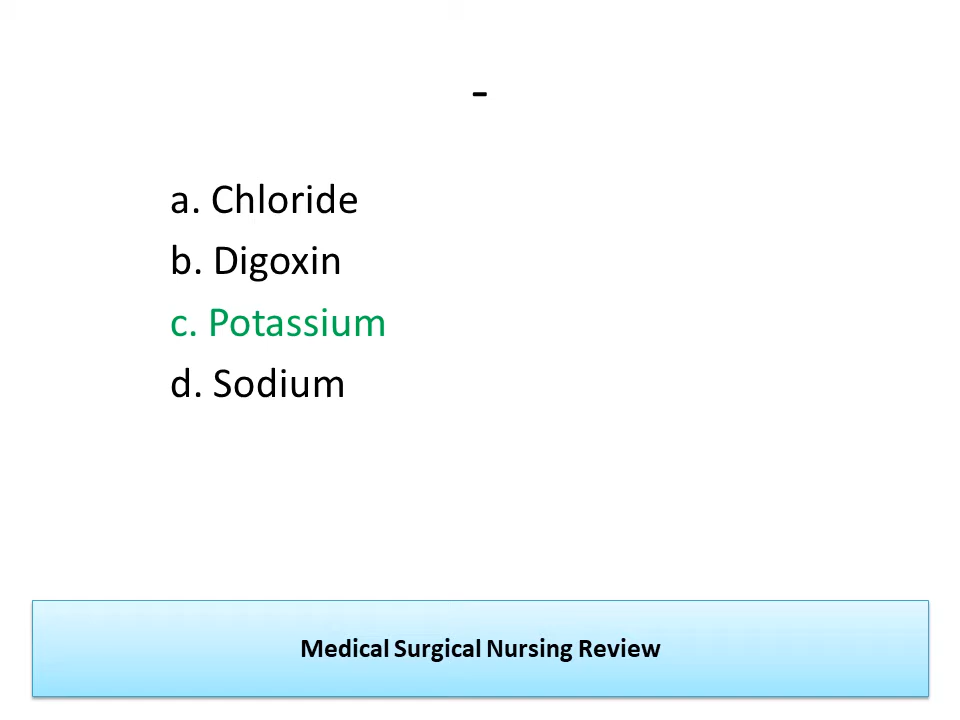 -
a. Chloride
b. Digoxin
c. Potassium
d. Sodium
Medical Surgical Nursing Review